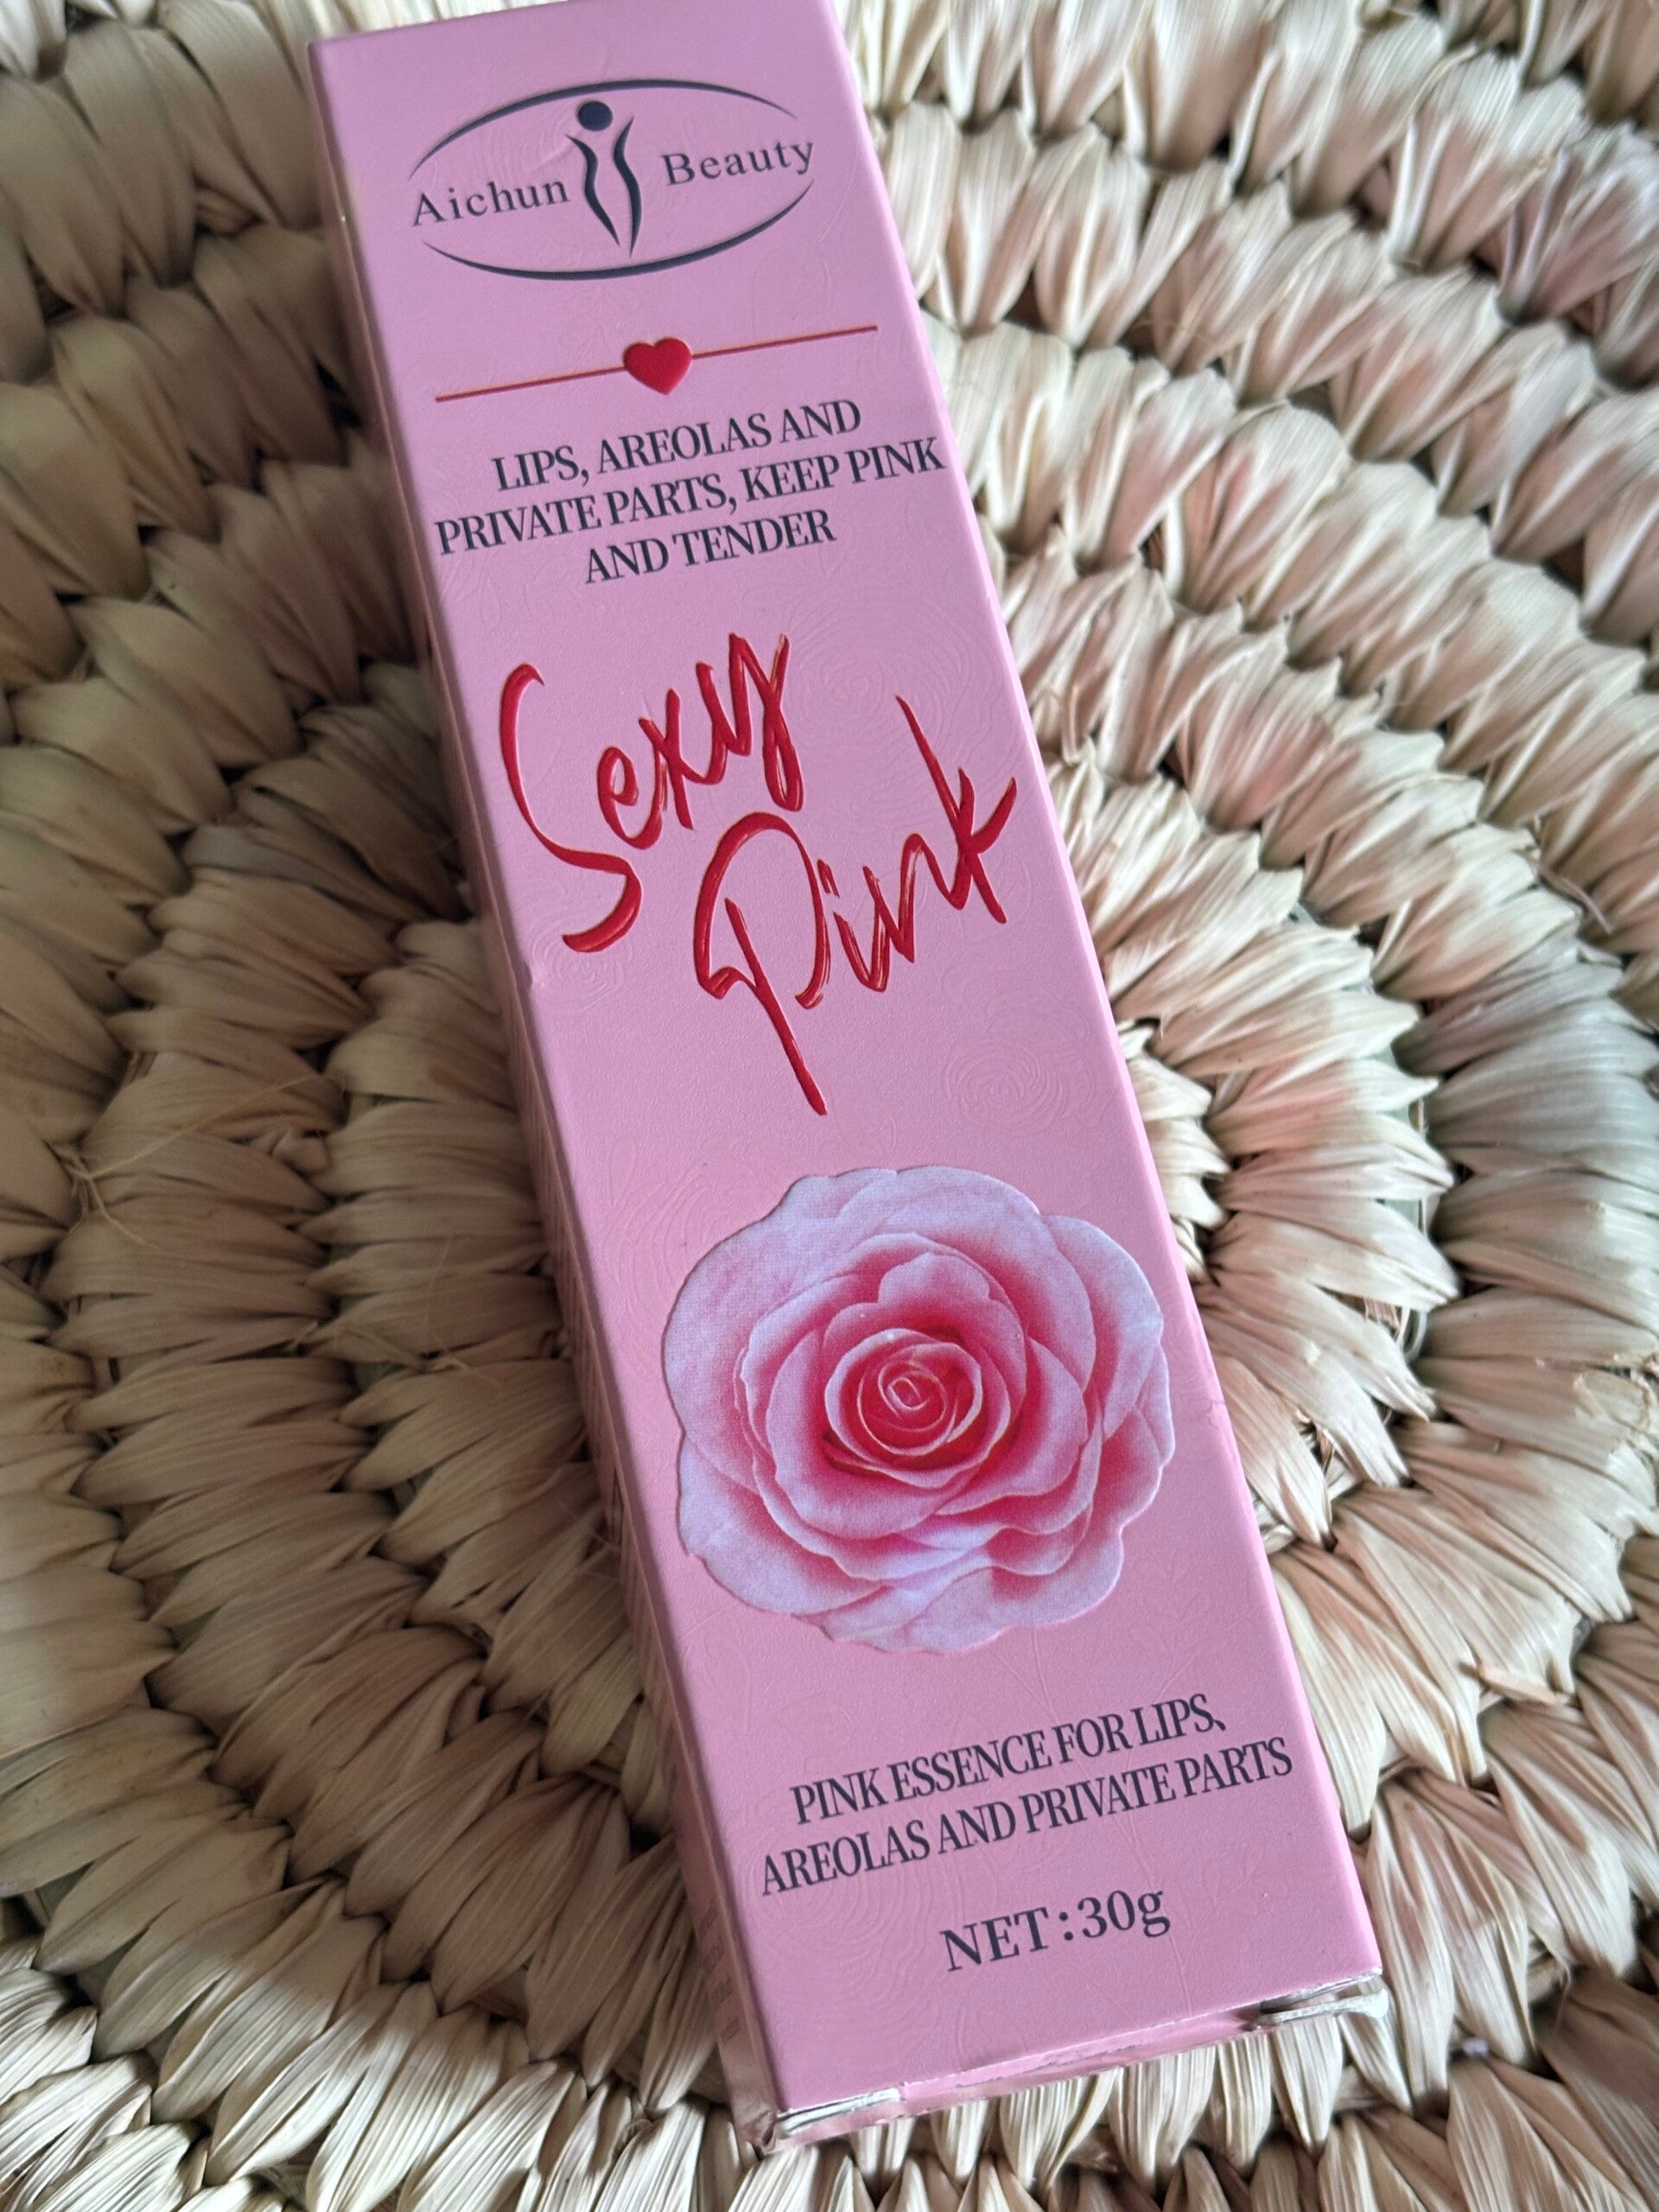 Aichun Beauty
LIPS, AREOLAS AND
PRIVATE PARTS, KEEP PINK
AND TENDER
Sexy
Pink
PINK ESSENCE FOR LIPS、
AREOLAS AND PRIVATE PARTS
NET:30g